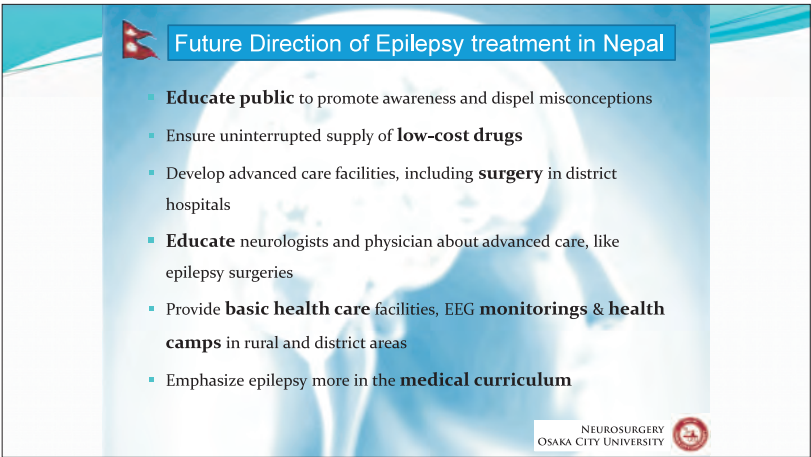 Future Direction of Epilepsy treatment in Nepal
▪ Educate public to promote awareness and dispel misconceptions
▪ Ensure uninterrupted supply of low-cost drugs
▪ Develop advanced care facilities, including surgery in district
hospitals
▪ Educate neurologists and physician about advanced care, like
epilepsy surgeries
▪ Provide basic health care facilities, EEG monitorings & health
camps in rural and district areas
▪ Emphasize epilepsy more in the medical curriculum
NEUROSURGERY
OSAKA CITY UNIVERSITY